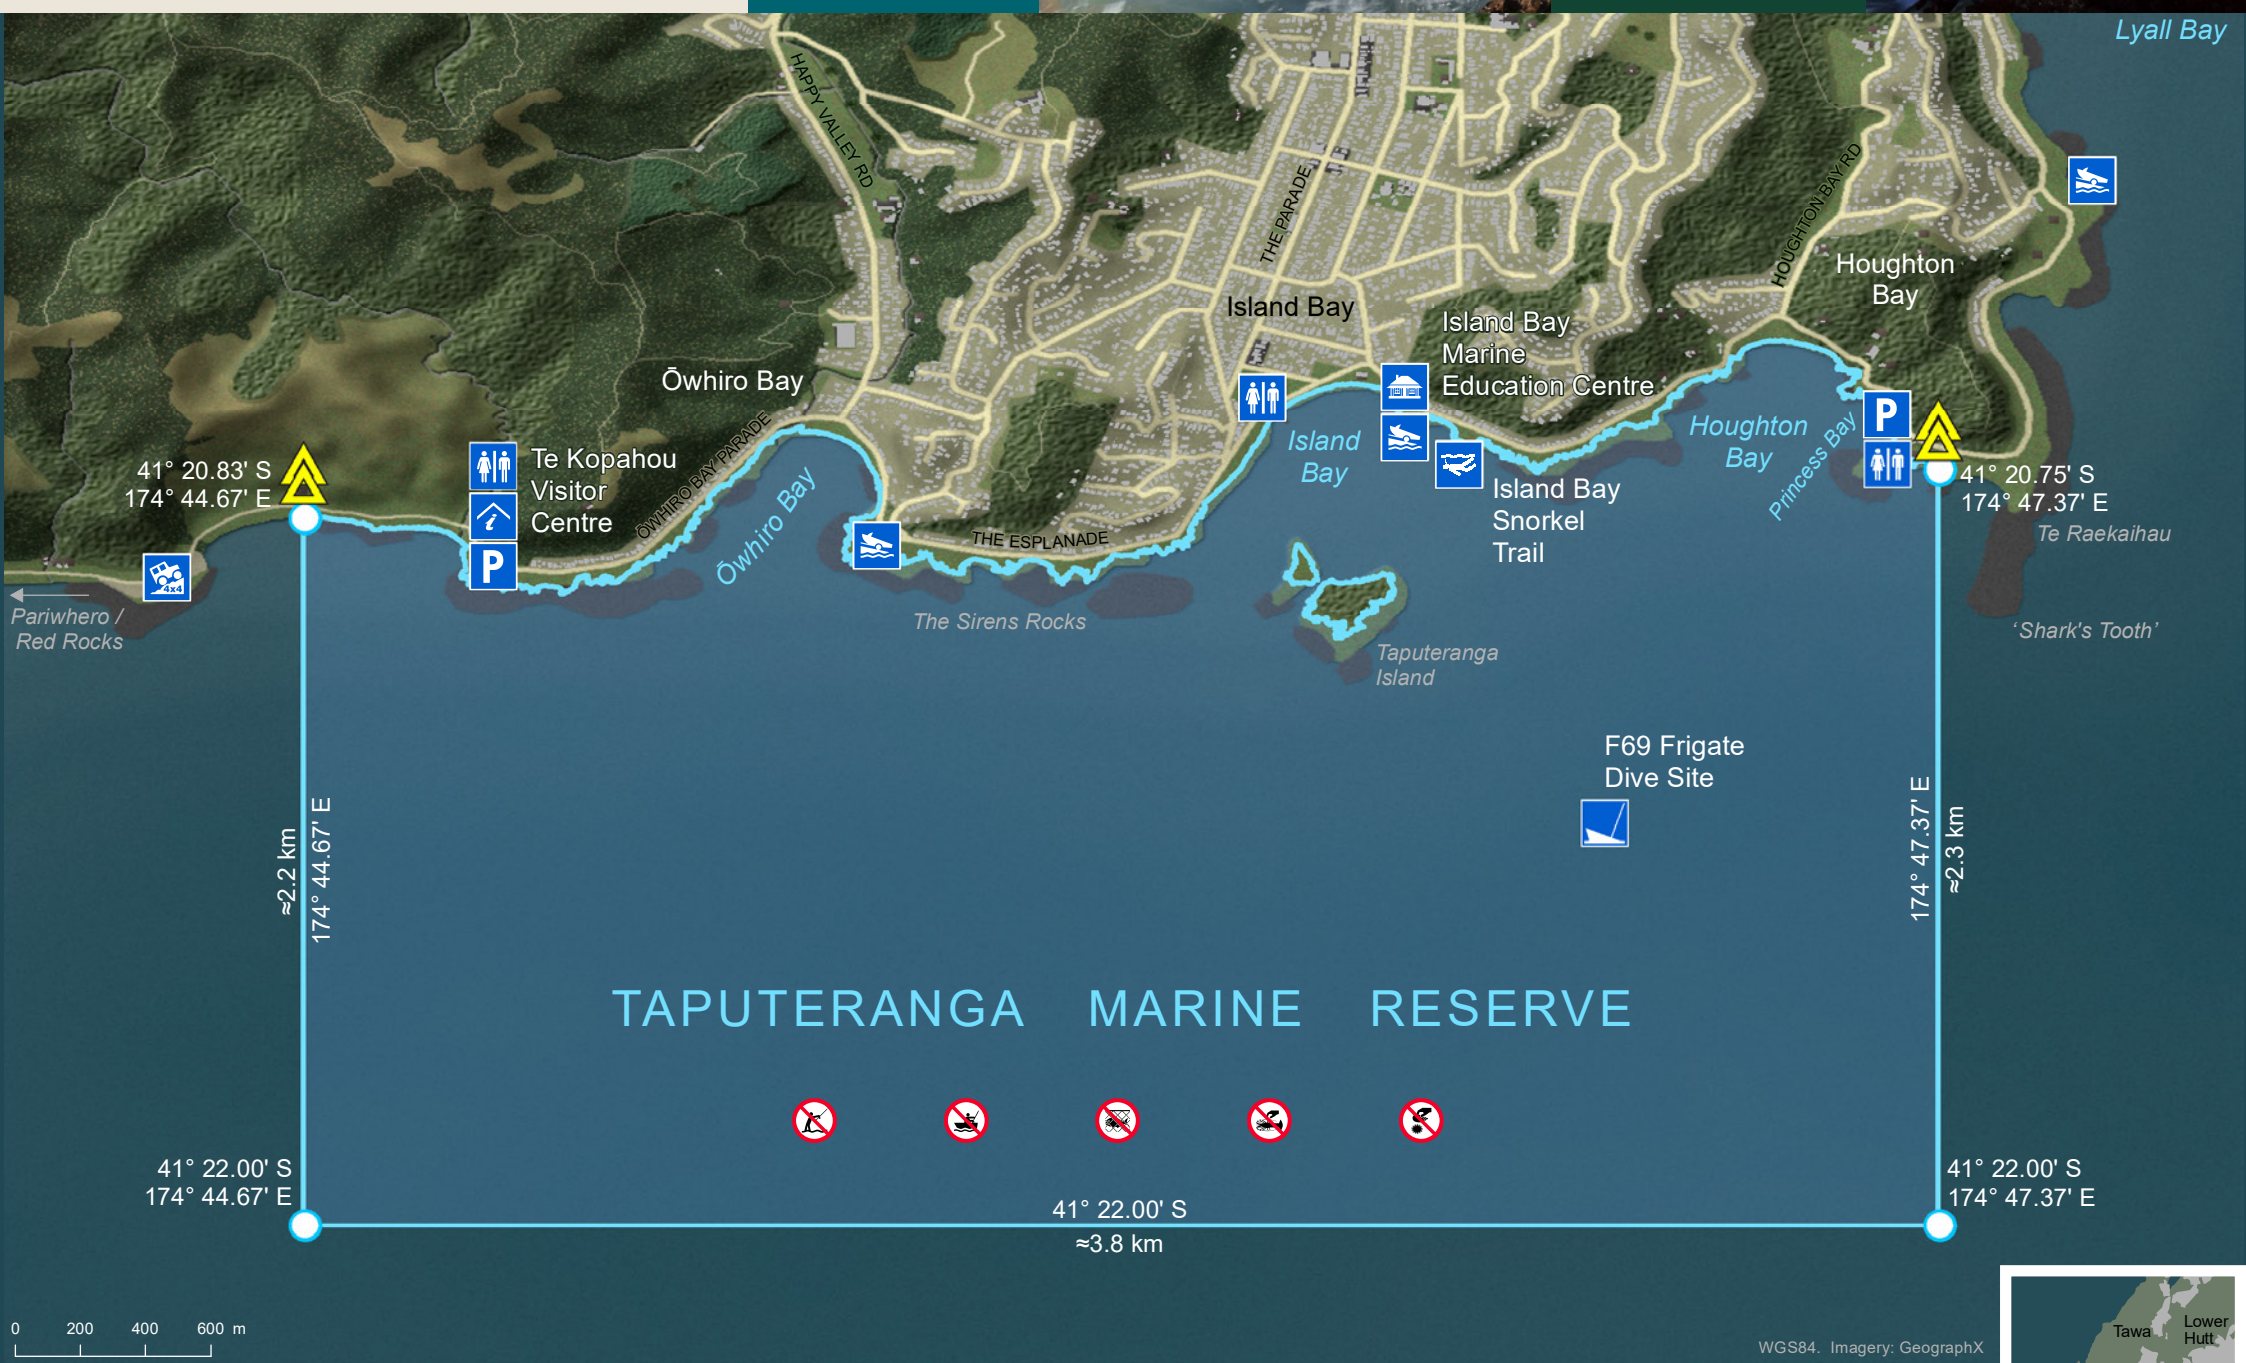 Lyall Bay
HAPPY VALLEY RD
THE PARADE
HOUGHTON BAY RD
Houghton
Bay
Island Bay
Island Bay
Marine
Education Centre
Ōwhiro Bay
ŌWHIRO BAY PARADE
Island
Bay
Houghton
Bay
Princess Bay
P
41° 20.83' S
174° 44.67' E
Te Kopahou
Visitor
Centre
i
P
41° 20.75' S
174° 47.37' E
Ōwhiro Bay
Island Bay
Snorkel
Trail
THE ESPLANADE
Te Raekaihau
4x4
Pariwhero /
Red Rocks
The Sirens Rocks
'Shark's Tooth'
Taputeranga
Island
F69 Frigate
Dive Site
≈2.2 km
174° 44.67' E
174° 47.37' E
≈2.3 km
TAPUTERANGA MARINE RESERVE
41° 22.00' S
174° 44.67' E
41° 22.00' S
174° 47.37' E
41° 22.00' S
≈3.8 km
0 200 400 600 m
WGS84. Imagery: GeographX
Tawa
Lower
Hutt